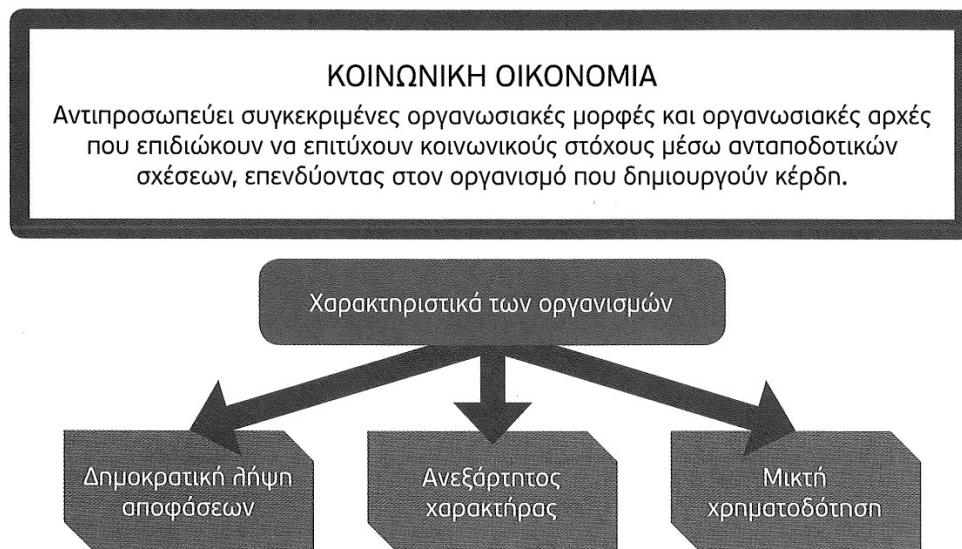 ΚΟΙΝΩΝΙΚΗ ΟΙΚΟΝΟΜΙΑ
Αντιπροσωπεύει συγκεκριμένες οργανωσιακές μορφές και οργανωσιακές αρχές
που επιδιώκουν να επιτύχουν κοινωνικούς στόχους μέσω ανταποδοτικών
σχέσεων, επενδύοντας στον οργανισμό που δημιουργούν κέρδη.
Χαρακτηριστικά των οργανισμών
Δημοκρατική λήψη
αποφάσεων
Ανεξάρτητος
χαρακτήρας
Μικτή
χρηματοδότηση